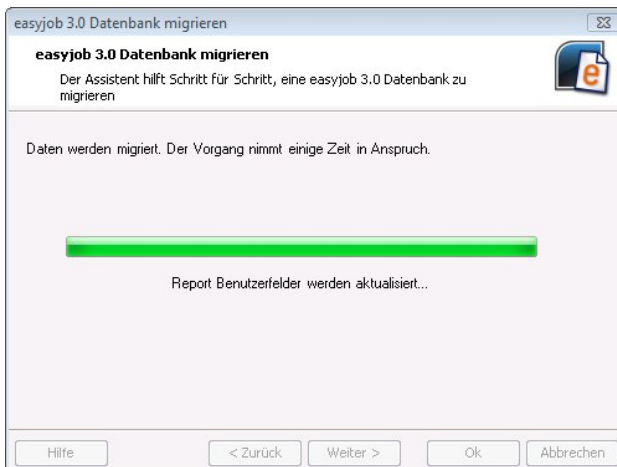 easyjob 3.0 Datenbank migrieren
easyjob 3.0 Datenbank migrieren
Der Assistent hilft Schritt für Schritt, eine easyjob 3.0 Datenbank zu
migrieren
e
Daten werden migriert. Der Vorgang nimmt einige Zeit in Anspruch.
Report Benutzerfelder werden aktualisiert...
Hilfe < Zurück Weiter > Ok Abbrechen